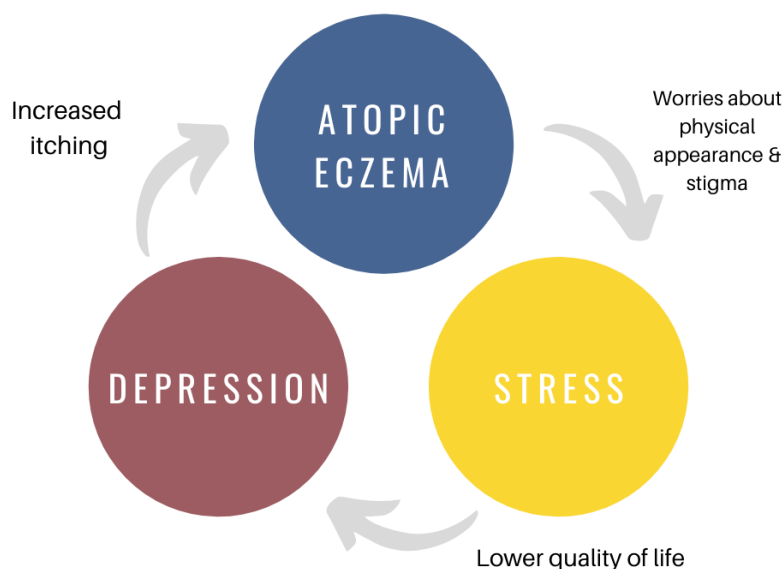 Increased
itching
ATOPIC
ECZEMA
Worries about
physical
appearance &
stigma
DEPRESSION
STRESS
Lower quality of life